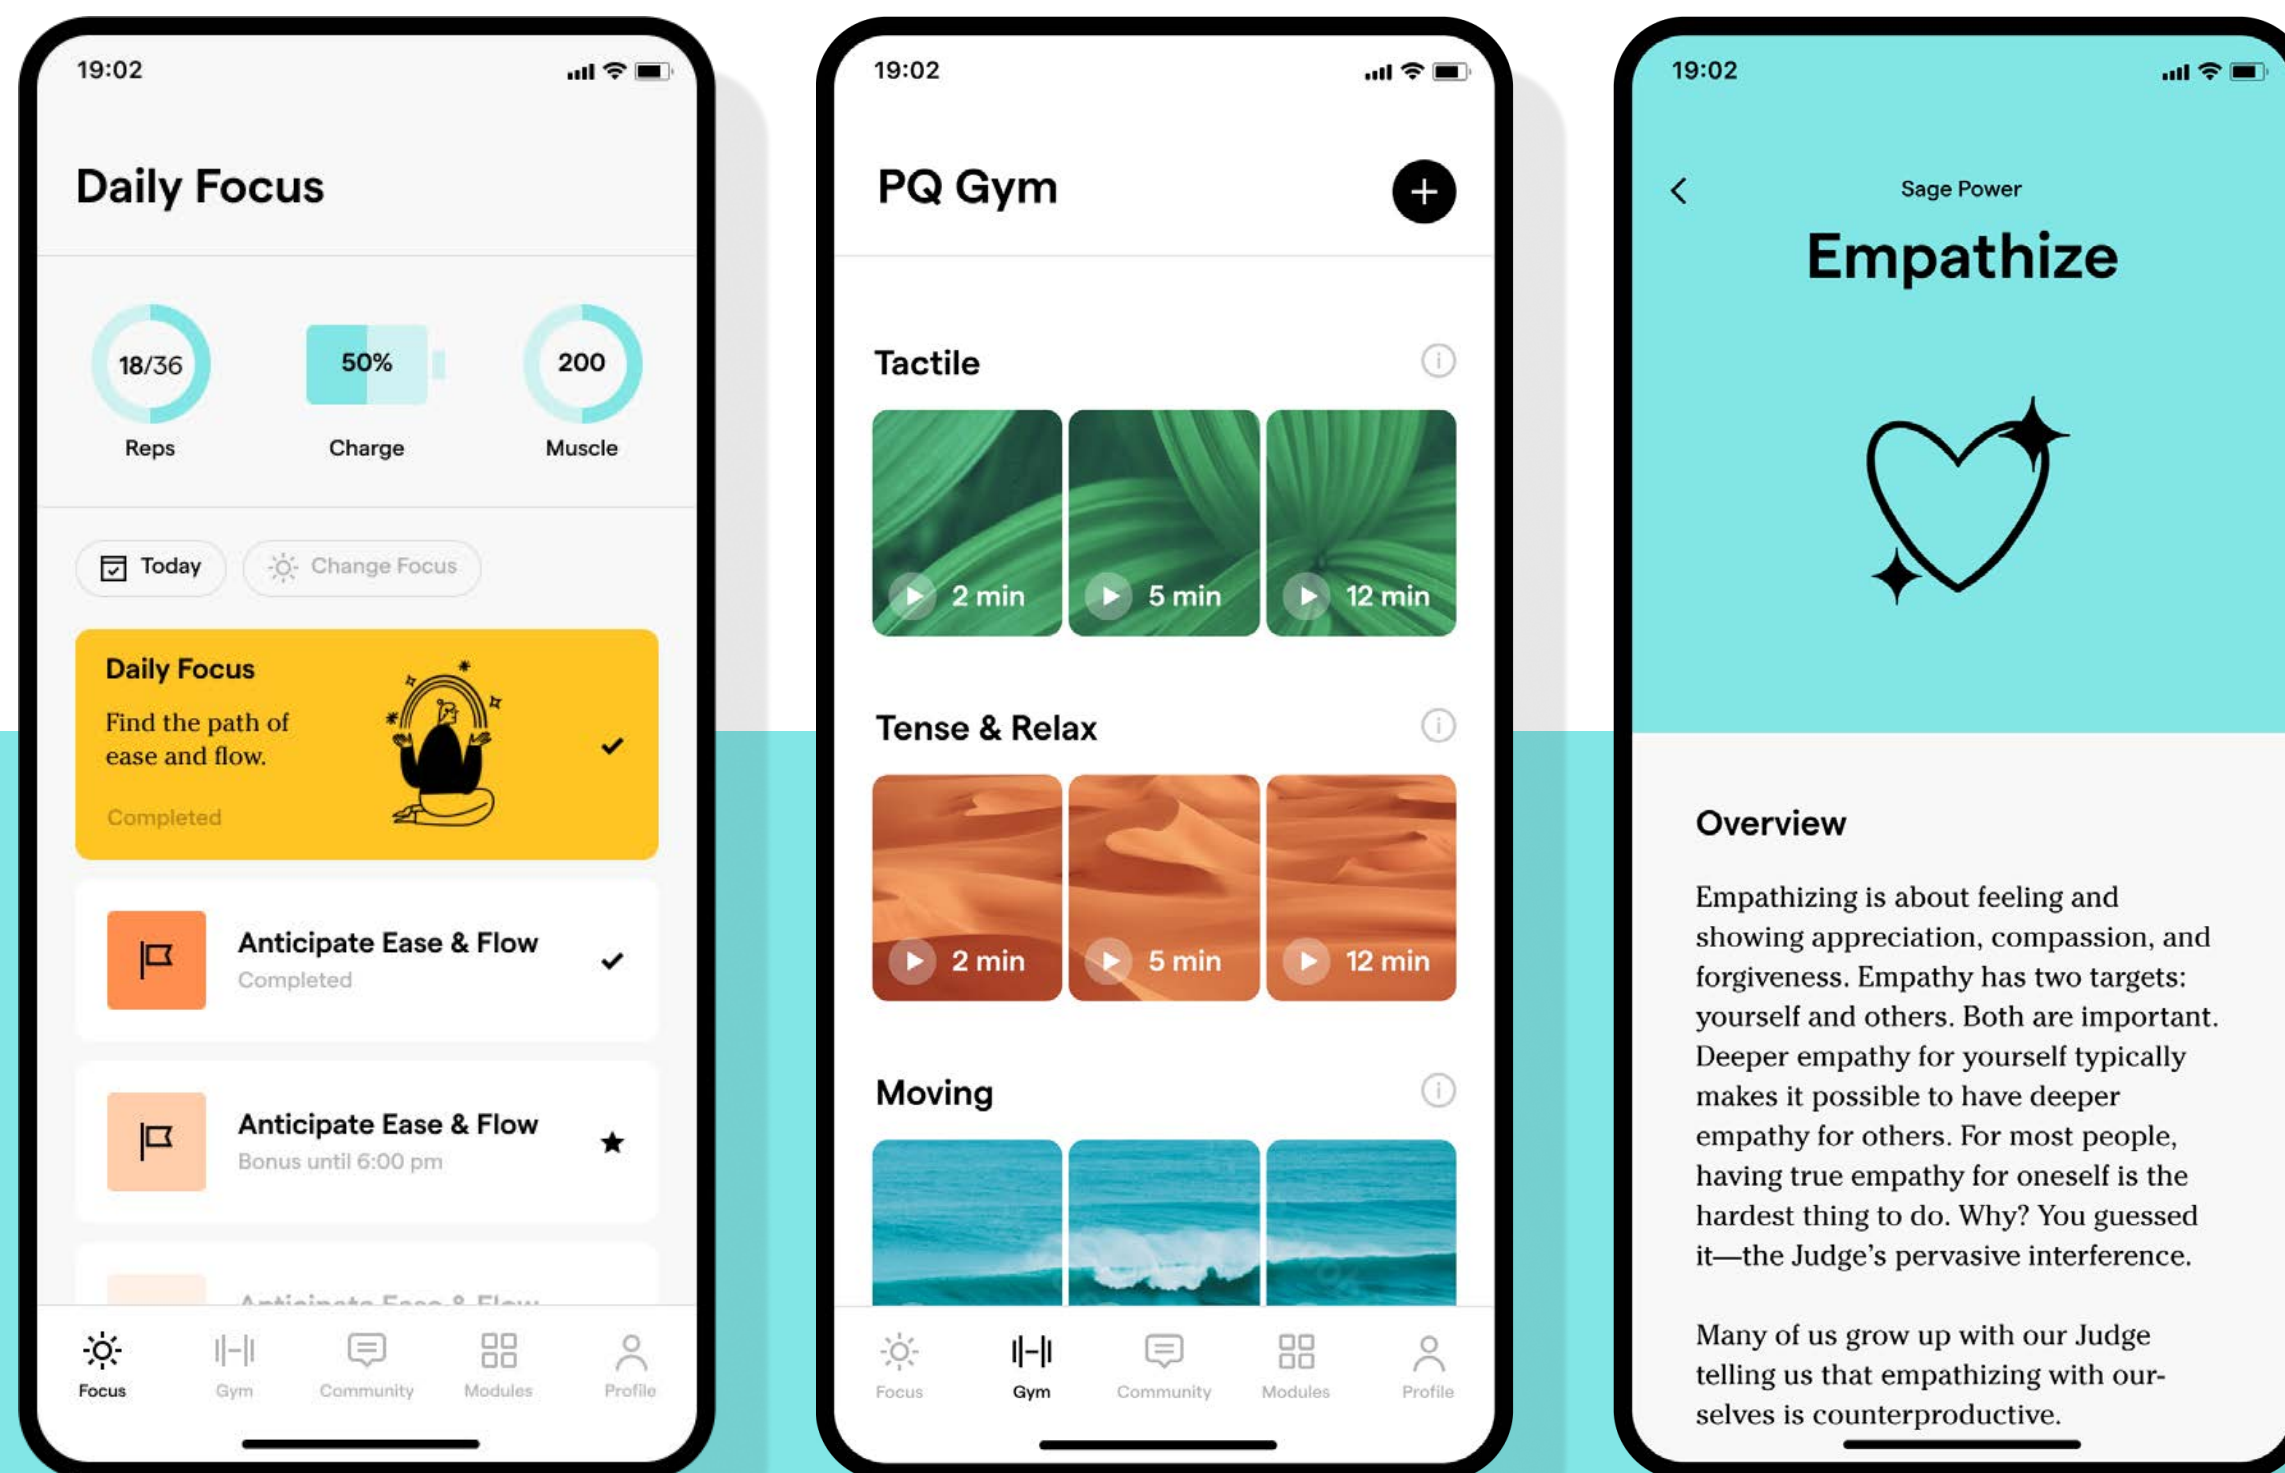 19:02
Daily Focus
18/36
50%
200
Reps
Charge
Muscle
Today
Change Focus
Daily Focus
Find the path of
ease and flow.
Completed
Anticipate Ease & Flow
Completed
Anticipate Ease & Flow
Bonus until 6:00 pm
Anticipate Ease & Flow
Focus
Gym
Community
Modules
Profile
19:02
PQ Gym
Tactile
2 min
5 min
12 min
Tense & Relax
2 min
5 min
12 min
Moving
Focus
Gym
Community
Modules
Profile
19:02
Sage Power
Empathize
Overview
Empathizing is about feeling and
showing appreciation, compassion, and
forgiveness. Empathy has two targets:
yourself and others. Both are important.
Deeper empathy for yourself typically
makes it possible to have deeper
empathy for others. For most people,
having true empathy for oneself is the
hardest thing to do. Why? You guessed
it—the Judge’s pervasive interference.
Many of us grow up with our Judge
telling us that empathizing with our-
selves is counterproductive.